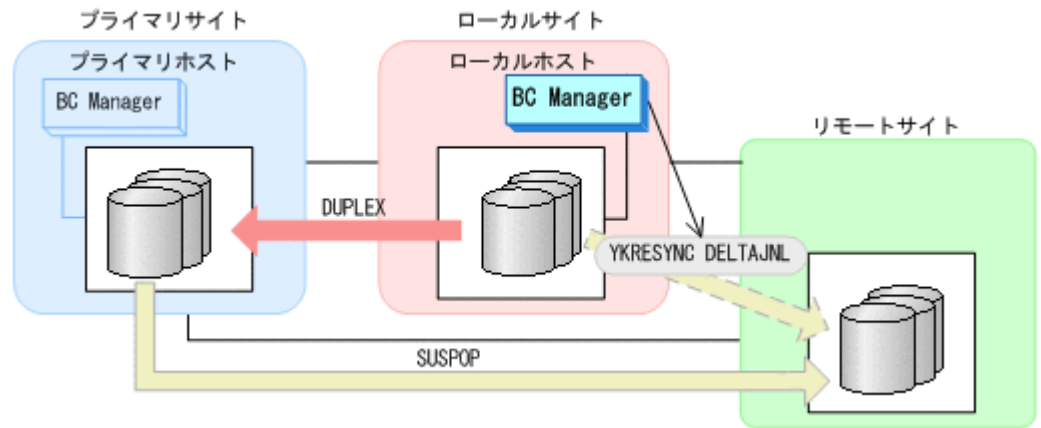 プライマリサイト
ローカルサイト
プライマリホスト
ローカルホスト
BC Manager
BC Manager
リモートサイト
DUPLEX
YKRESYNC DELTAJNL
SUSPOP